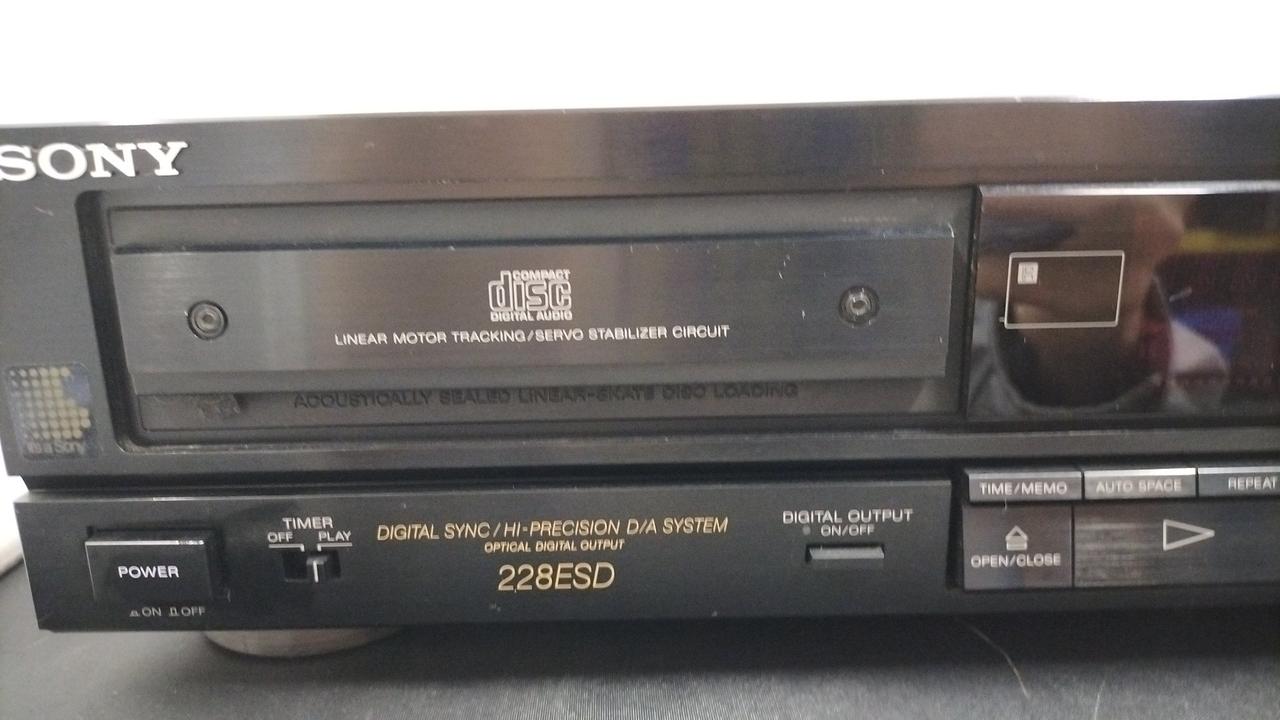 SONY
COMPACT
disc
DIGITAL AUDIO
LINEAR MOTOR TRACKING/SERVO STABILIZER CIRCUIT
ACOUSTICALLY SEALED LINEAR-SKATE DISC LOADING
It's a Sony
TIME/MEMO
AUTO SPACE
REPEAT
TIMER
OFF PLAY
POWER
ON OFF
DIGITAL SYNC/HI-PRECISION D/A SYSTEM
OPTICAL DIGITAL OUTPUT
228ESD
DIGITAL OUTPUT
ON/OFF
OPEN/CLOSE